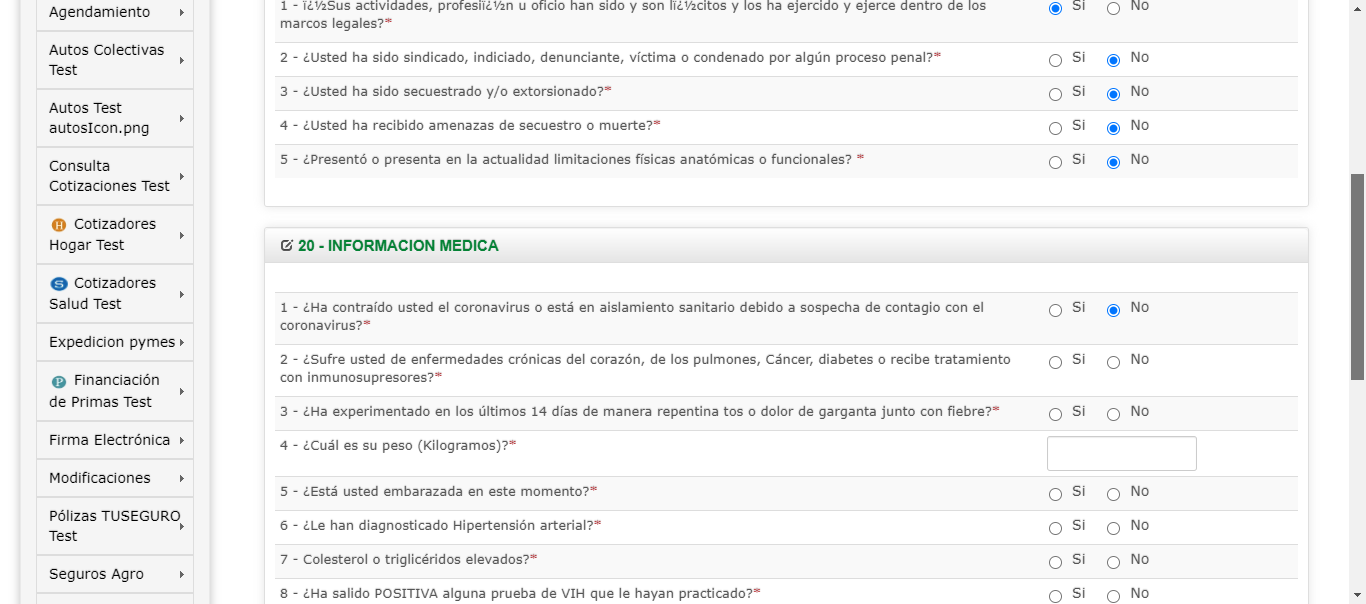 Agendamiento
Autos Colectivas
Test
Autos Test
autosIcon.png
Consulta
Cotizaciones Test
H Cotizadores
Hogar Test
S Cotizadores
Salud Test
Expedicion pymes
P Financiación
de Primas Test
Firma Electrónica
Modificaciones
Pólizas TUSEGURO
Test
Seguros Agro
1 - ï¿½Sus actividades, profesiï¿½n u oficio han sido y son lï¿½citos y los ha ejercido y ejerce dentro de los
marcos legales?* Si No
2 - ¿Usted ha sido sindicado, indiciado, denunciante, víctima o condenado por algún proceso penal?* Si No
3 - ¿Usted ha sido secuestrado y/o extorsionado?* Si No
4 - ¿Usted ha recibido amenazas de secuestro o muerte?* Si No
5 - ¿Presentó o presenta en la actualidad limitaciones físicas anatómicas o funcionales? * Si No
20 - INFORMACION MEDICA
1 - ¿Ha contraído usted el coronavirus o está en aislamiento sanitario debido a sospecha de contagio con el
coronavirus?* Si No
2 - ¿Sufre usted de enfermedades crónicas del corazón, de los pulmones, Cáncer, diabetes o recibe tratamiento
con inmunosupresores?* Si No
3 - ¿Ha experimentado en los últimos 14 días de manera repentina tos o dolor de garganta junto con fiebre?* Si No
4 - ¿Cuál es su peso (Kilogramos)?*
5 - ¿Está usted embarazada en este momento?* Si No
6 - ¿Le han diagnosticado Hipertensión arterial?* Si No
7 - Colesterol o triglicéridos elevados?* Si No
8 - ¿Ha salido POSITIVA alguna prueba de VIH que le hayan practicado?* Si No